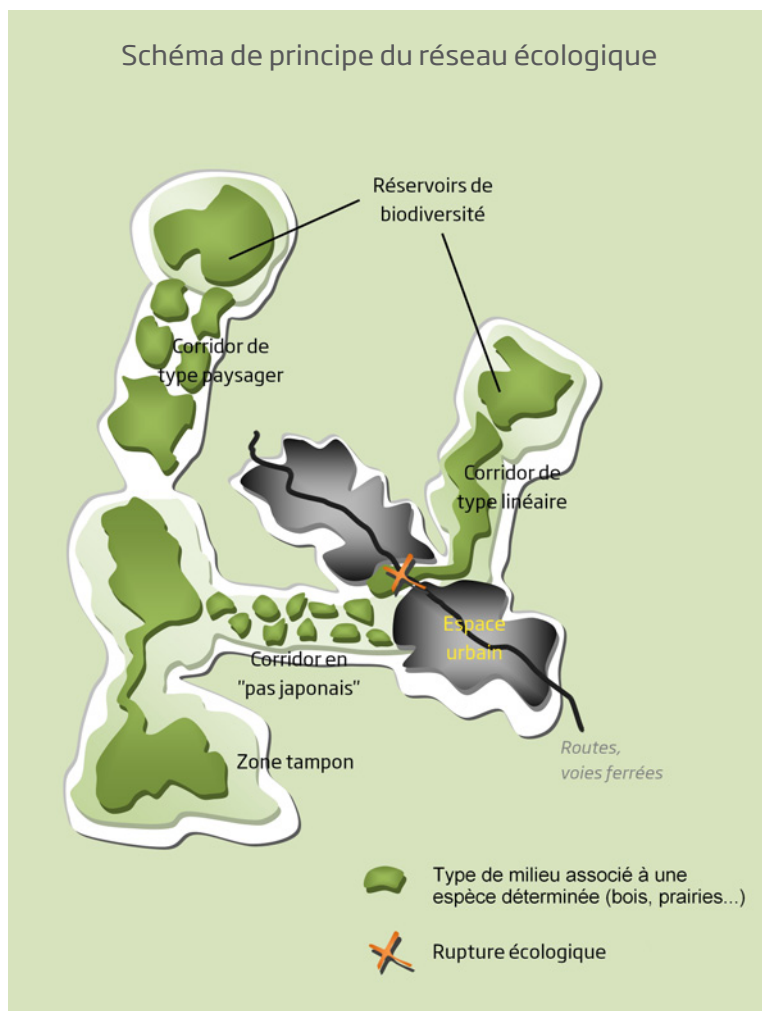 Schéma de principe du réseau écologique
Réservoirs de
biodiversité
Corridor de
type paysager
Corridor de
type linéaire
Espace
urbain
Corridor en
"pas japonais"
Routes,
voies ferrées
Zone tampon
Type de milieu associé à une
espèce déterminée (bois, prairies...)
Rupture écologique